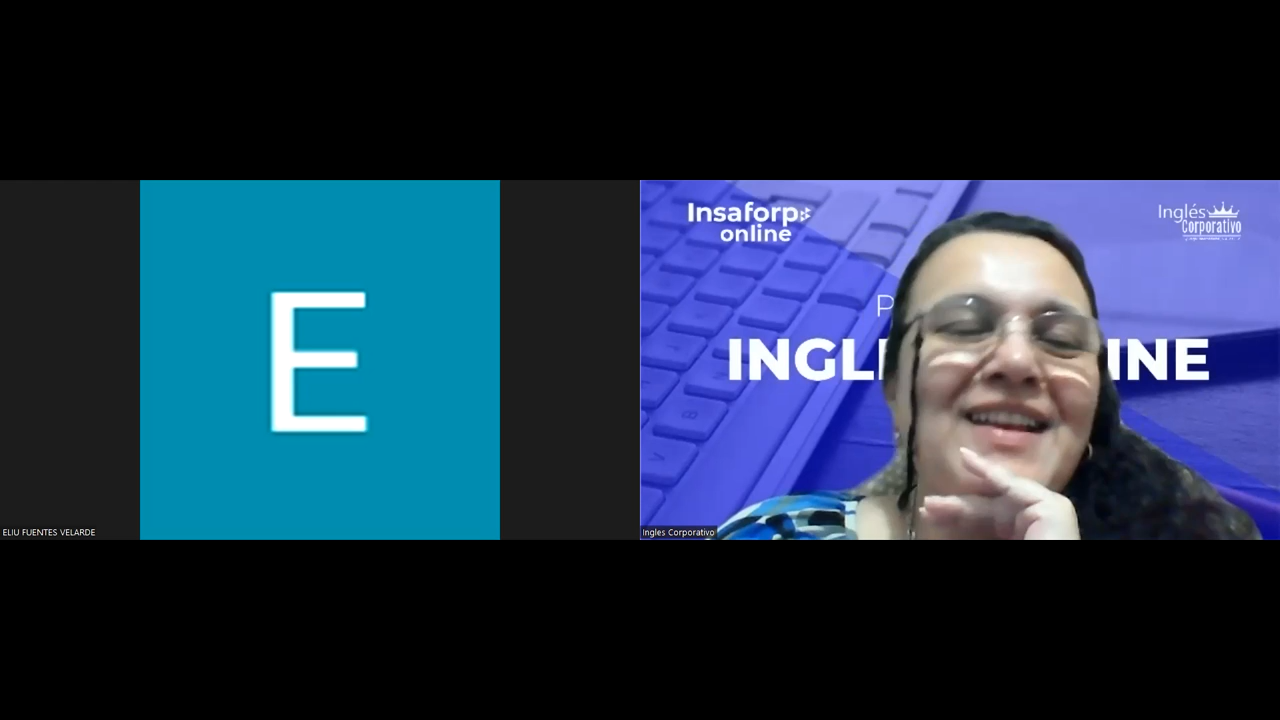 E
ELIU FUENTES VELARDE
Insaforp
online
Inglés
Corporativo
P
INGL
INE
Ingles Corporativo